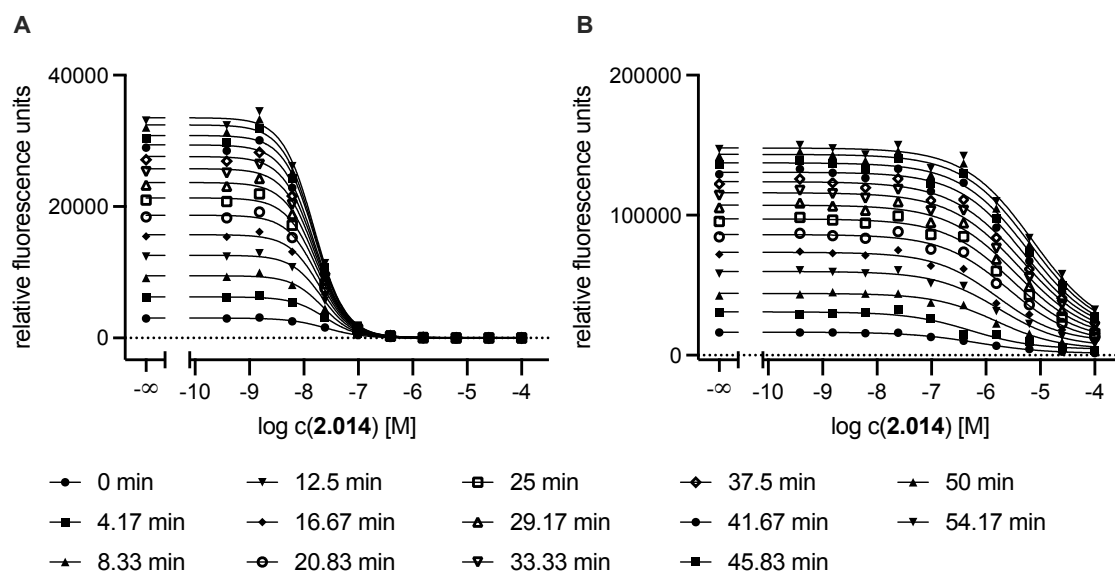 A
B
relative fluorescence units
40000
20000
0
-∞ -10 -9 -8 -7 -6 -5 -4
log c(2.014) [M]
relative fluorescence units
200000
100000
0
-∞ -10 -9 -8 -7 -6 -5 -4
log c(2.014) [M]
0 min 12.5 min 25 min 37.5 min 50 min
4.17 min 16.67 min 29.17 min 41.67 min 54.17 min
8.33 min 20.83 min 33.33 min 45.83 min